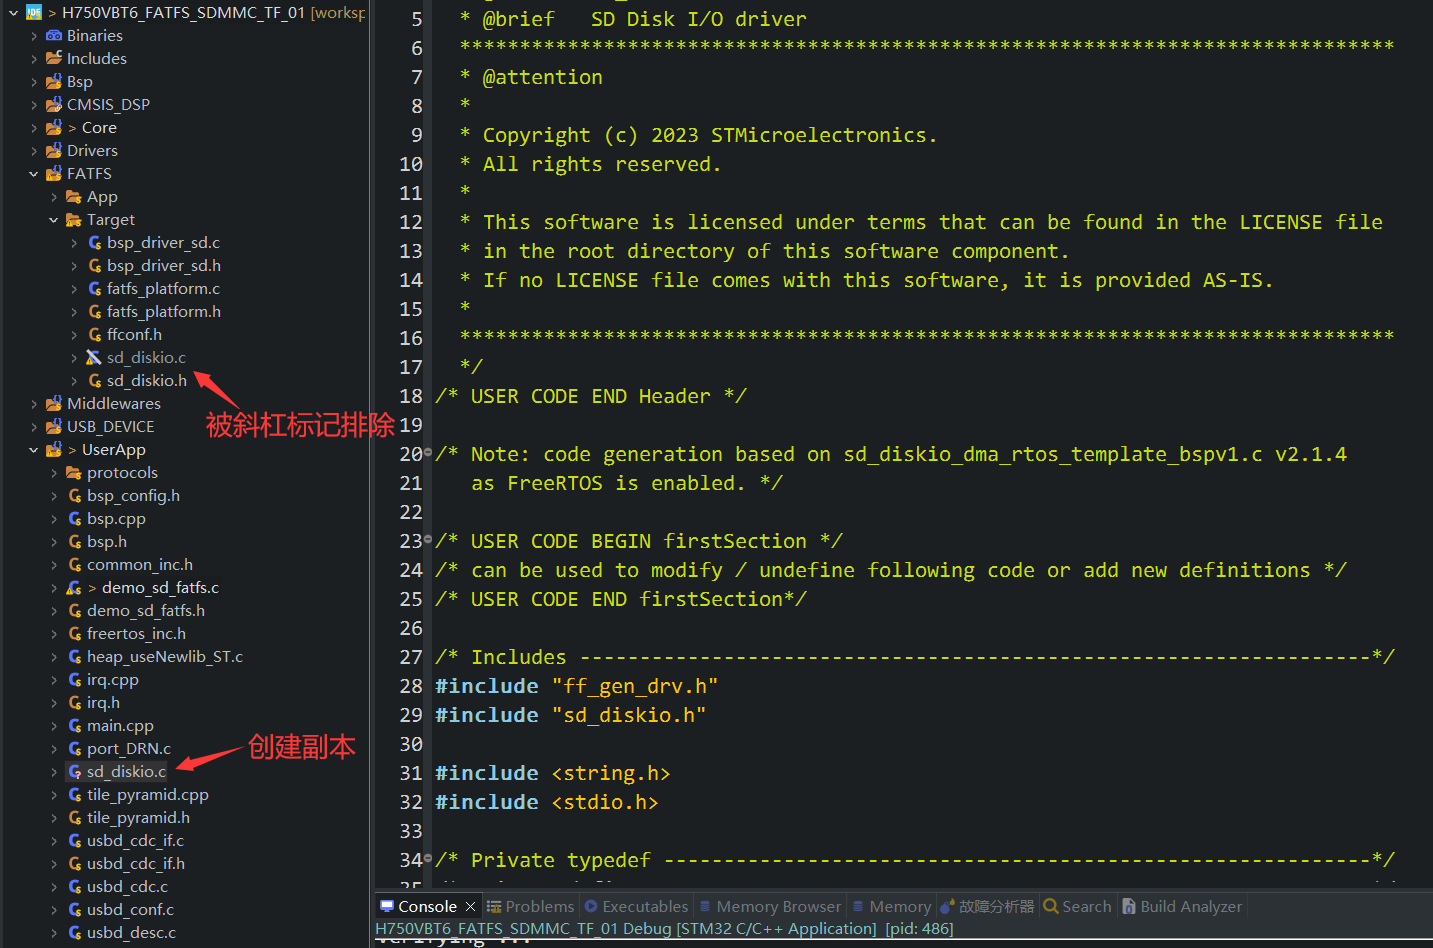 > H750VBT6_FATFS_SDMMC_TF_01 [worksp
Binaries
Includes
Bsp
CMSIS_DSP
> Core
Drivers
FATFS
App
Target
bsp_driver_sd.c
bsp_driver_sd.h
fatfs_platform.c
fatfs_platform.h
ffconf.h
sd_diskio.c
sd_diskio.h
被斜杠标记排除
Middlewares
USB_DEVICE
> UserApp
protocols
bsp_config.h
bsp.cpp
bsp.h
common_inc.h
> demo_sd_fatfs.c
demo_sd_fatfs.h
freertos_inc.h
heap_useNewlib_ST.c
irq.cpp
irq.h
main.cpp
port_DRN.c
创建副本
sd_diskio.c
tile_pyramid.cpp
tile_pyramid.h
usbd_cdc_if.c
usbd_cdc_if.h
usbd_cdc.c
usbd_conf.c
usbd_desc.c
5 * @brief SD Disk I/O driver
6 ******************************************************************************
7 * @attention
8 *
9 * Copyright (c) 2023 STMicroelectronics.
10 * All rights reserved.
11 *
12 * This software is licensed under terms that can be found in the LICENSE file
13 * in the root directory of this software component.
14 * If no LICENSE file comes with this software, it is provided AS-IS.
15 *
16 ******************************************************************************
17 */
18 /* USER CODE END Header */
19
20 /* Note: code generation based on sd_diskio_dma_rtos_template_bspv1.c v2.1.4
21 as FreeRTOS is enabled. */
22
23 /* USER CODE BEGIN firstSection */
24 /* can be used to modify / undefine following code or add new definitions */
25 /* USER CODE END firstSection*/
26
27 /* Includes ------------------------------------------------------------------*/
28 #include "ff_gen_drv.h"
29 #include "sd_diskio.h"
30
31 #include <string.h>
32 #include <stdio.h>
33
34 /* Private typedef -----------------------------------------------------------*/
Console
Problems
Executables
Memory Browser
Memory
故障分析器
Search
Build Analyzer
H750VBT6_FATFS_SDMMC_TF_01 Debug [STM32 C/C++ Application] [pid: 486]
Verifying ...